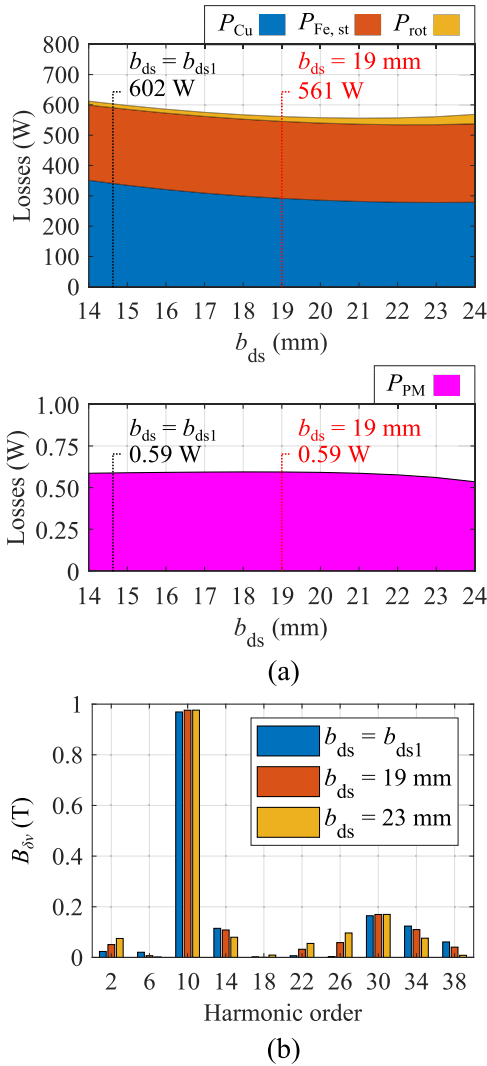 P_Cu P_Fe, st P_rot
800
700
600
500
400
300
200
100
0
Losses (W)
b_ds = b_ds1
602 W
b_ds = 19 mm
561 W
14 15 16 17 18 19 20 21 22 23 24
b_ds (mm)
P_PM
1.00
0.75
0.50
0.25
0
Losses (W)
b_ds = b_ds1
0.59 W
b_ds = 19 mm
0.59 W
14 15 16 17 18 19 20 21 22 23 24
b_ds (mm)
(a)
1
0.8
0.6
0.4
0.2
0
B_δν (T)
b_ds = b_ds1
b_ds = 19 mm
b_ds = 23 mm
2 6 10 14 18 22 26 30 34 38
Harmonic order
(b)